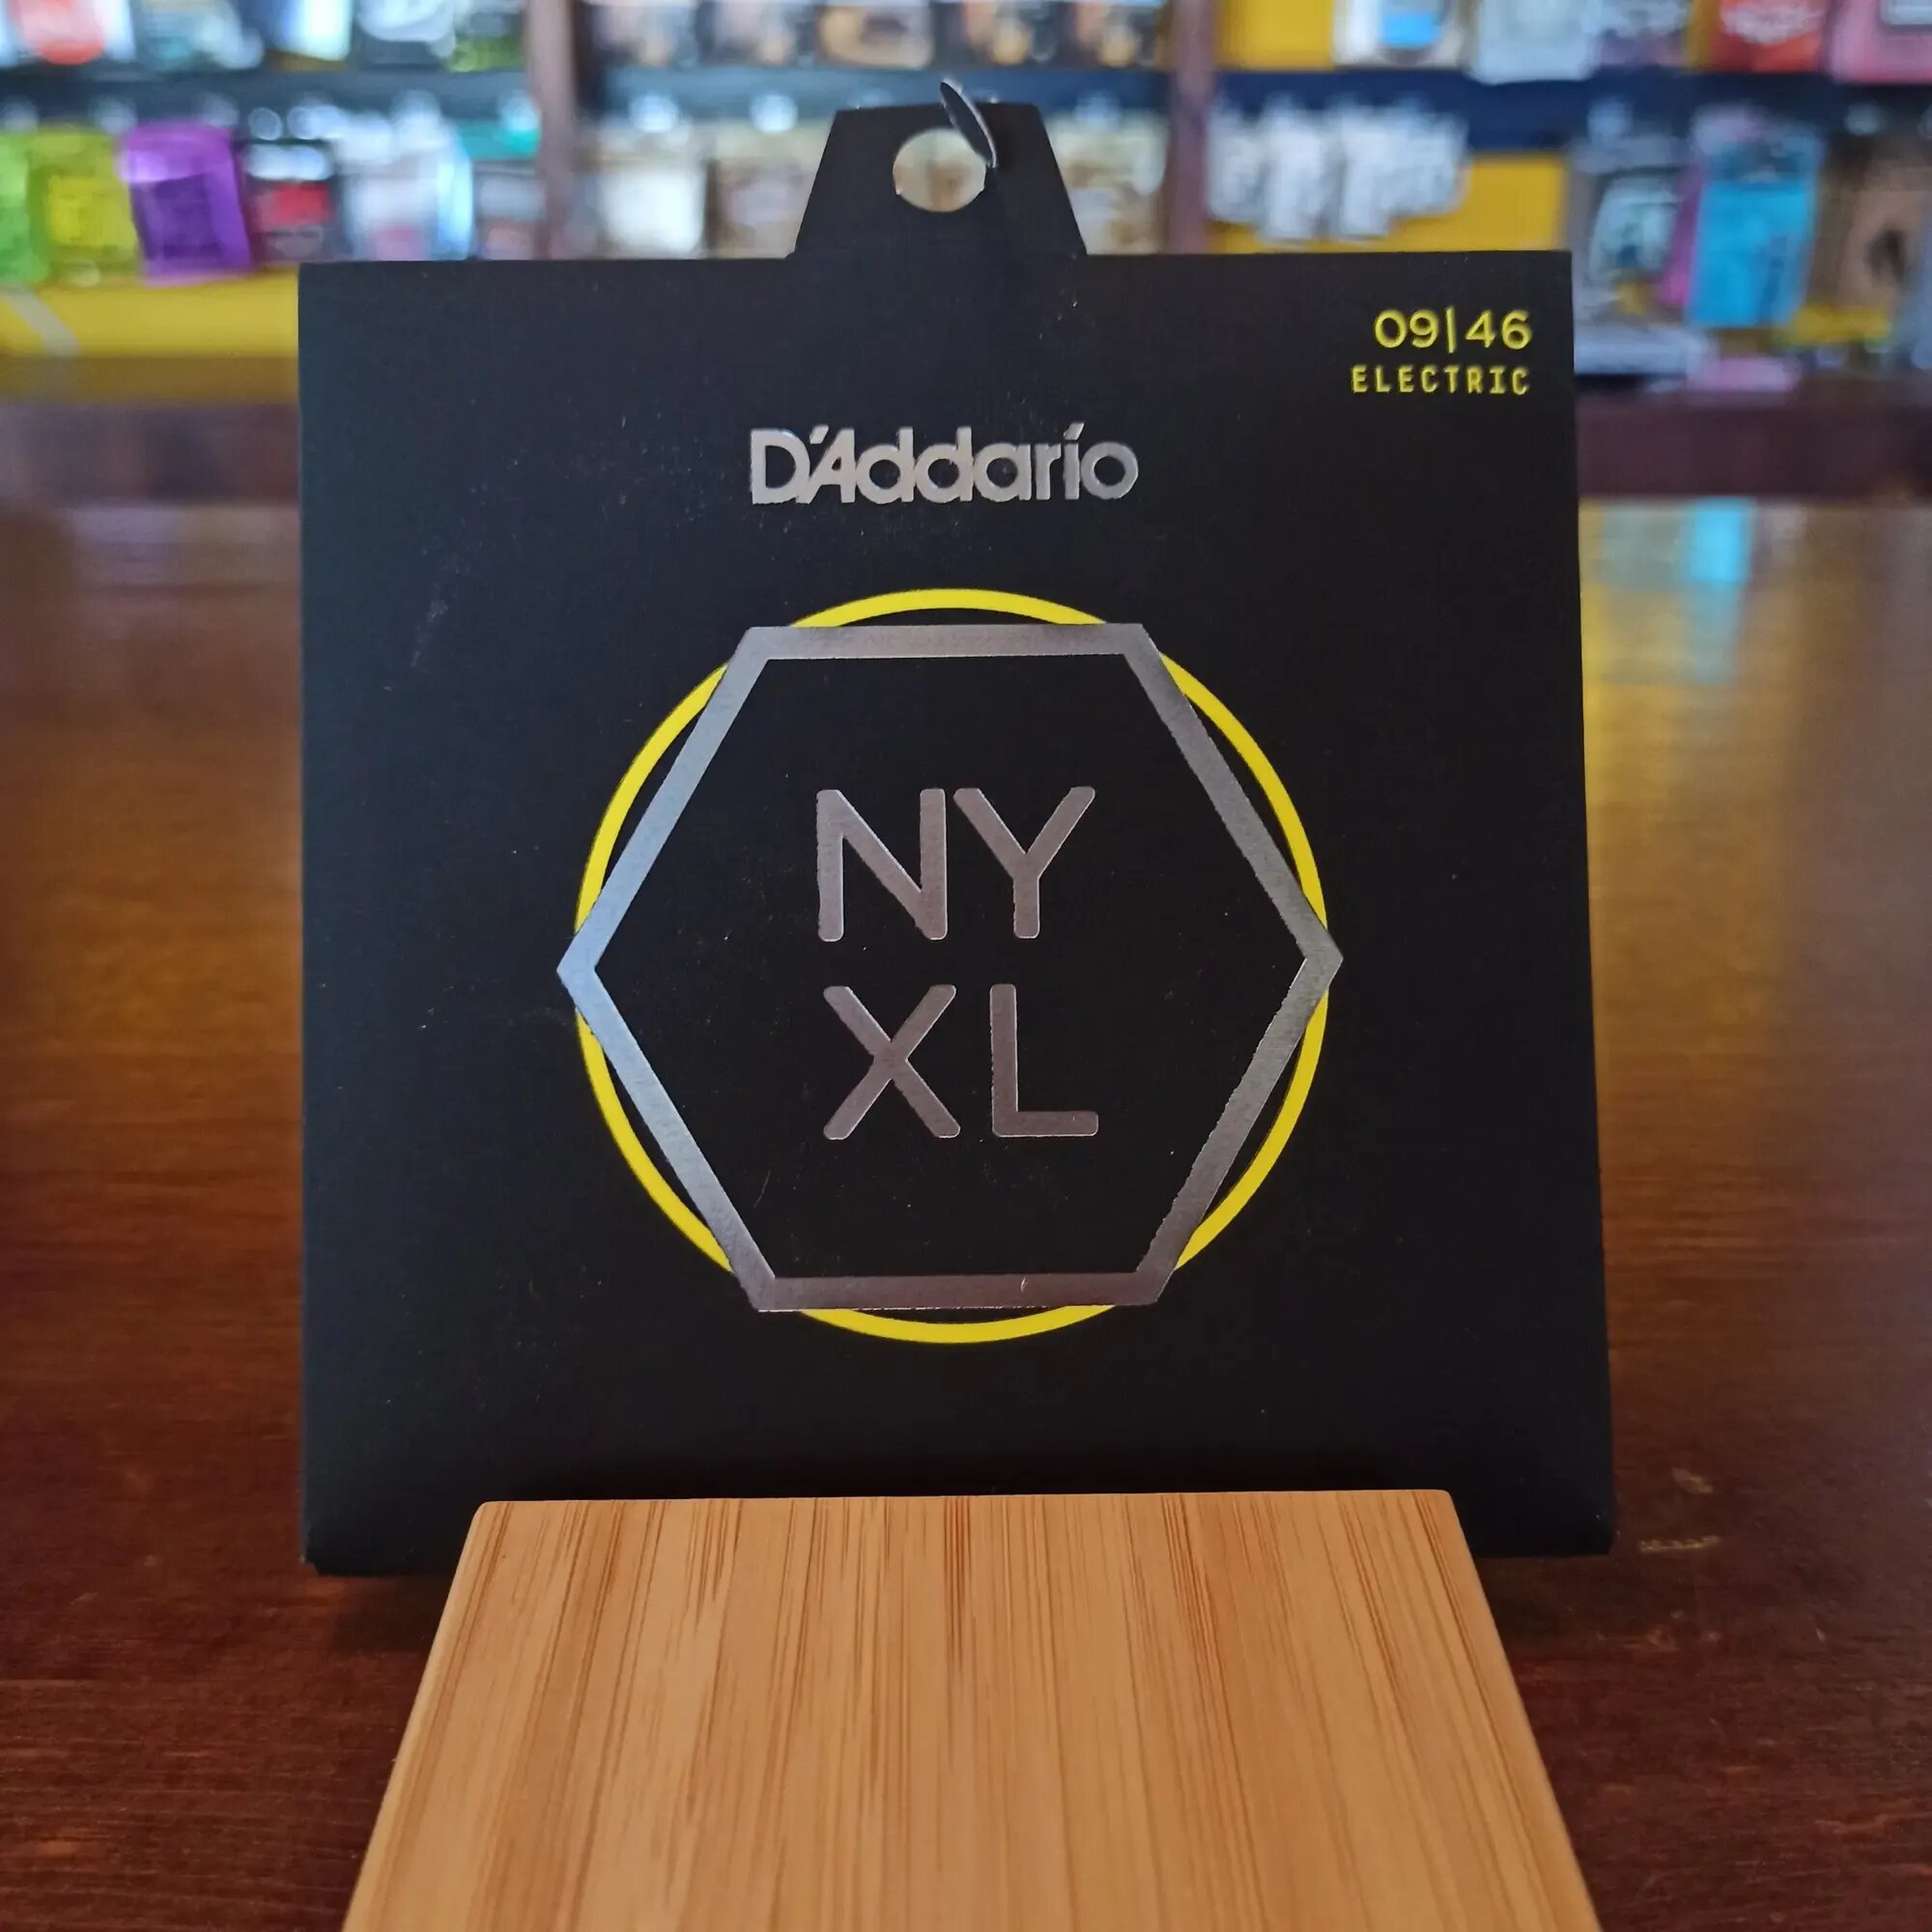 09|46
ELECTRIC
D'Addario
NY
XL